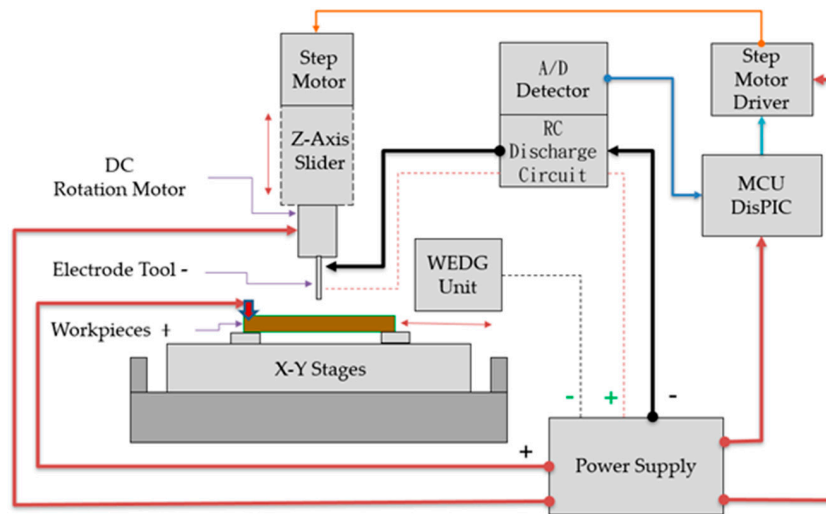 Step
Motor
Z-Axis
Slider
DC
Rotation Motor
Electrode Tool -
Workpieces +
X-Y Stages
A/D
Detector
RC
Discharge
Circuit
WEDG
Unit
Step
Motor
Driver
MCU
DisPIC
- + -
+
Power Supply